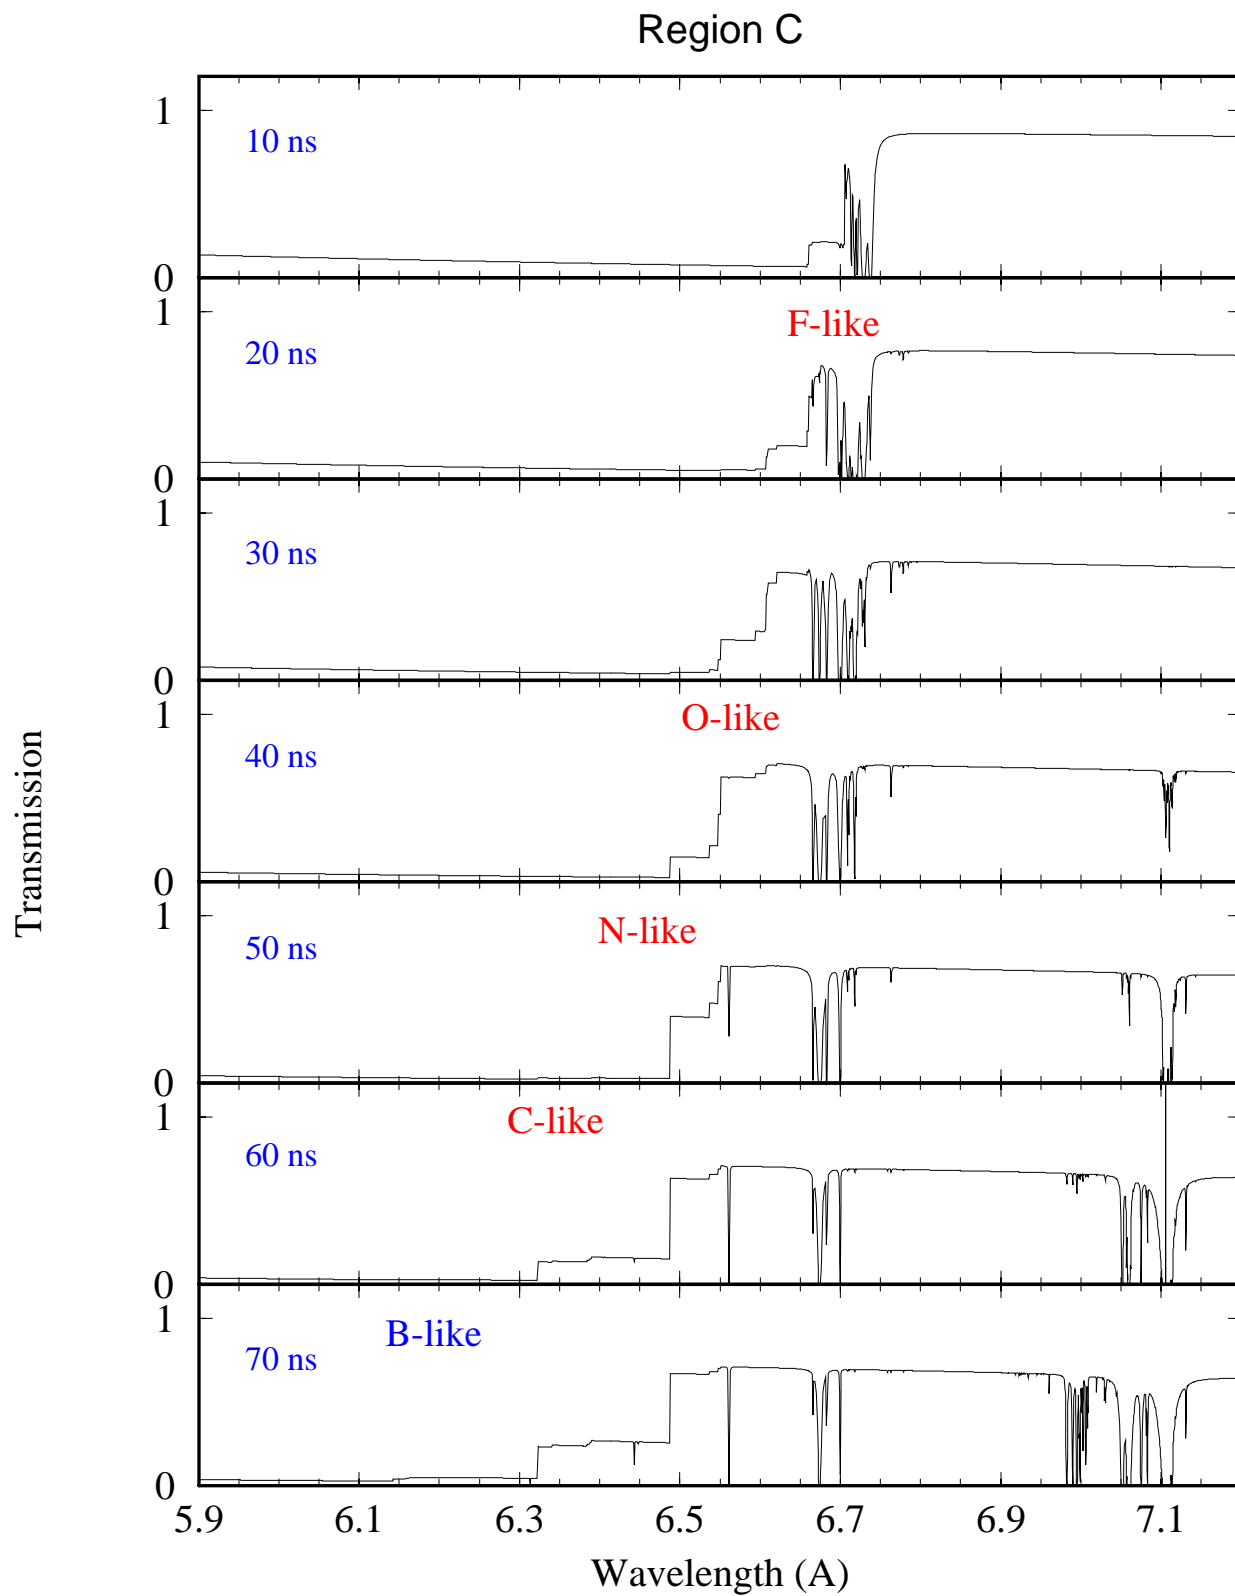 Region C
1
10 ns
0
F-like
1
20 ns
0
1
30 ns
0
O-like
1
40 ns
0
N-like
1
50 ns
0
C-like
1
60 ns
0
B-like
1
70 ns
0
5.9 6.1 6.3 6.5 6.7 6.9 7.1
Wavelength (A)
Transmission